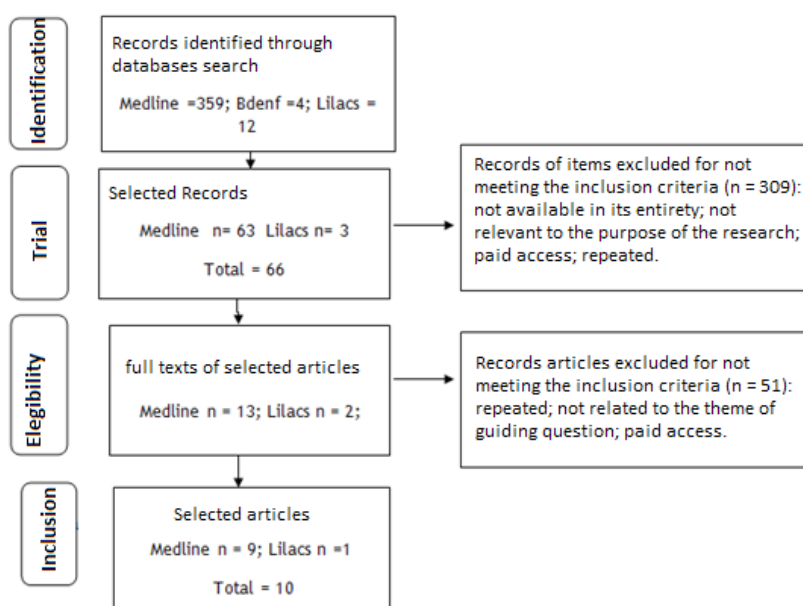 Identification
Records identified through
databases search
Medline =359; Bdenf =4; Lilacs =
12
Trial
Selected Records
Medline n= 63 Lilacs n= 3
Total = 66
Records of items excluded for not
meeting the inclusion criteria (n = 309):
not available in its entirety; not
relevant to the purpose of the research;
paid access; repeated.
Elegibility
full texts of selected articles
Medline n = 13; Lilacs n = 2;
Records articles excluded for not
meeting the inclusion criteria (n = 51):
repeated; not related to the theme of
guiding question; paid access.
Inclusion
Selected articles
Medline n = 9; Lilacs n =1
Total = 10